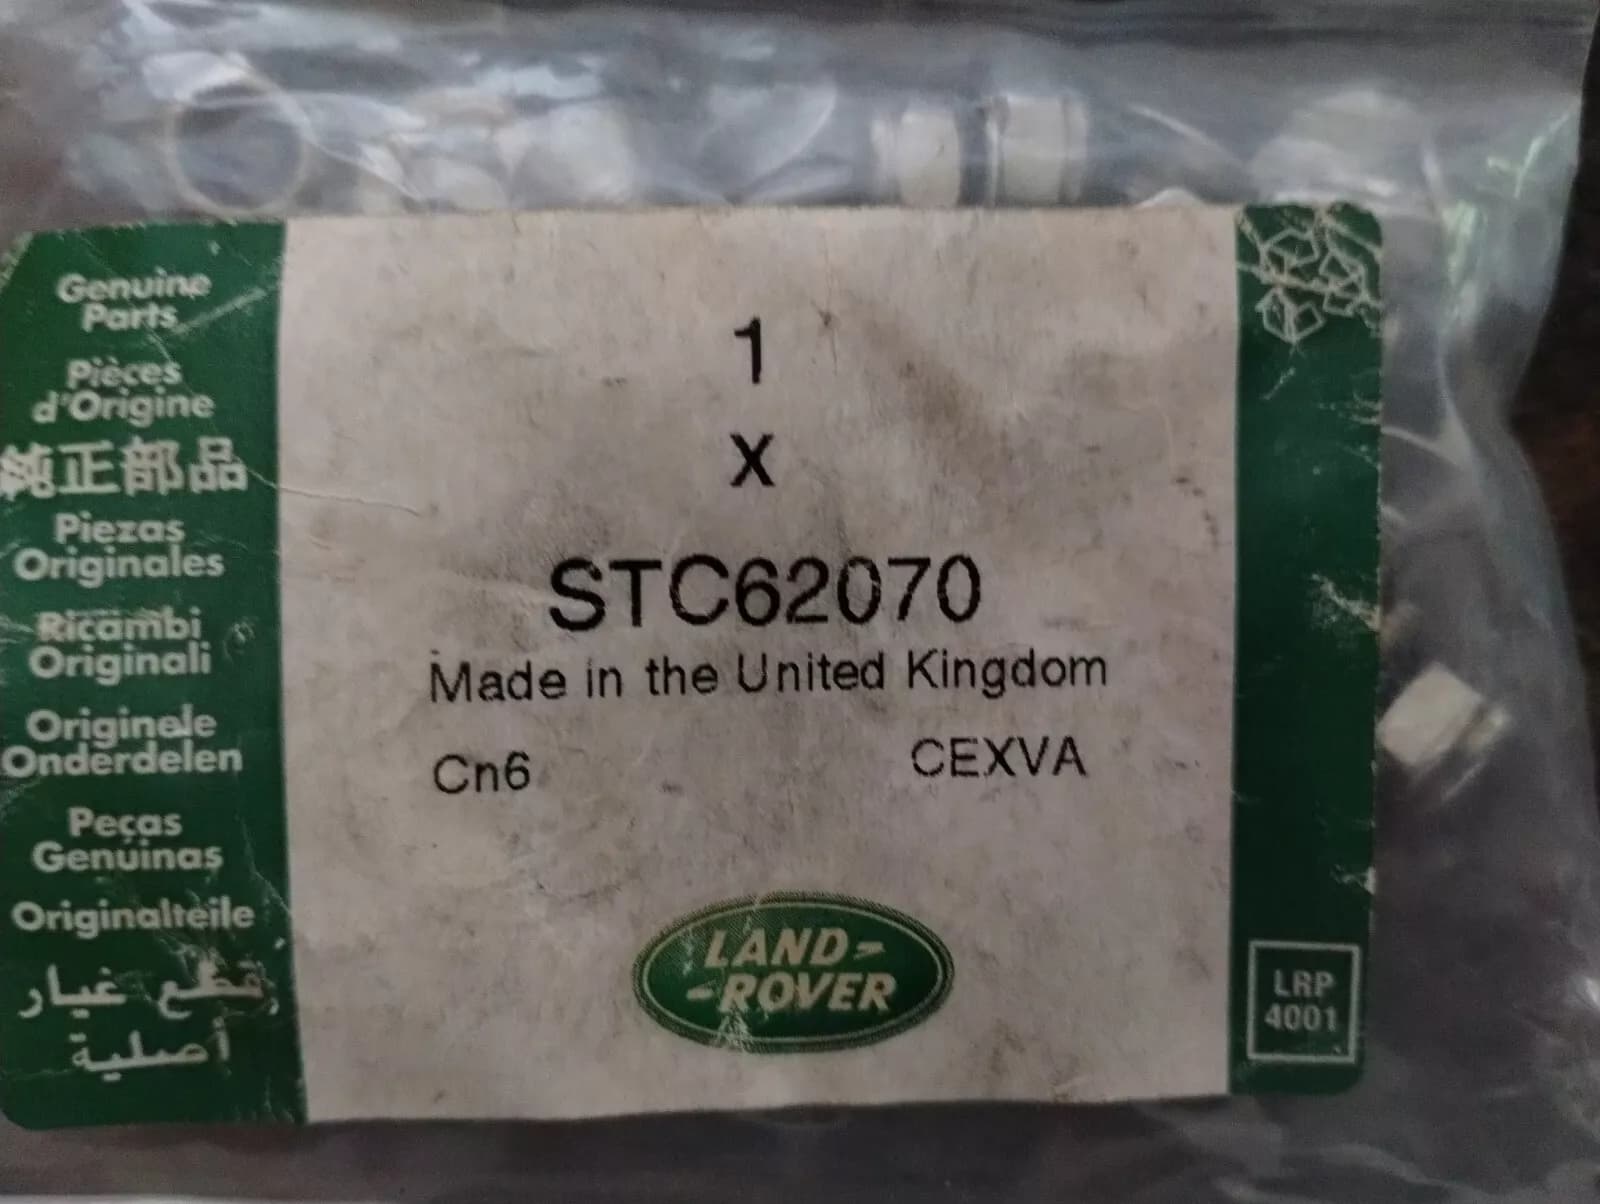 Genuine
Parts
Pièces
d'Origine
純正部品
Piezas
Originales
Ricambi
Originali
Originele
Onderdelen
Peças
Genuinas
Originalteile
قطع غيار
أصلية
1
X
STC62070
Made in the United Kingdom
Cn6
CEXVA
LAND-
-ROVER
LRP
4001